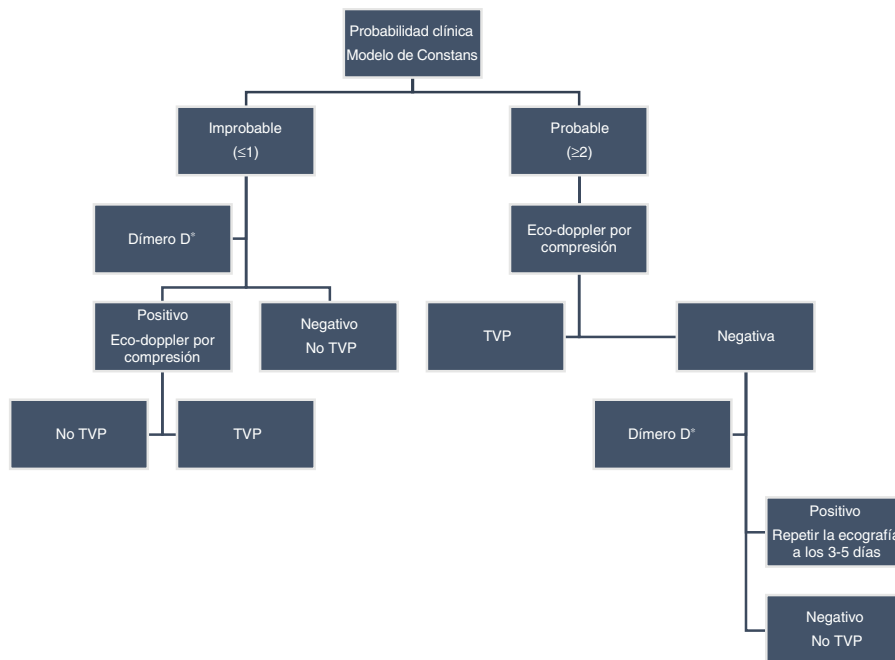 Probabilidad clínica
Modelo de Constans
Improbable
(≤1)
Probable
(≥2)
Dímero D*
Eco-doppler por
compresión
Positivo
Eco-doppler por
compresión
Negativo
No TVP
TVP
Negativa
No TVP
TVP
Dímero D*
Positivo
Repetir la ecografía
a los 3-5 días
Negativo
No TVP